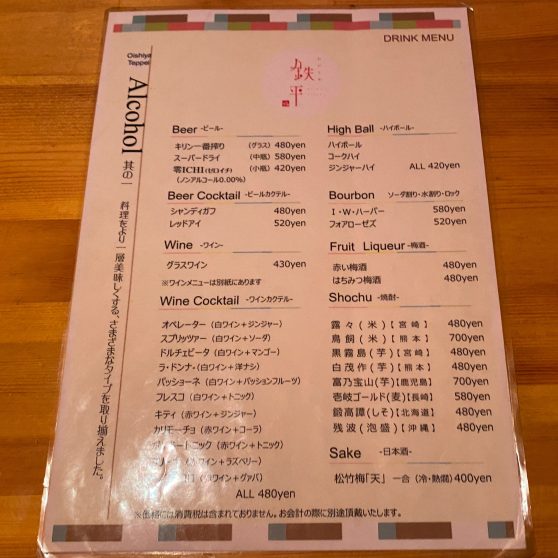 DRINK MENU
Oishiya
Teppei
Alcohol 其の一
料理をより一層美味しくする、さまざまなタイプを取り揃えました。
鉄平
Beer -ビール-
キリン一番搾り (グラス) 480yen
スーパードライ (中瓶) 580yen
零ICHI(ゼロイチ) (小瓶) 420yen
(ノンアルコール0.00%)
Beer Cocktail -ビールカクテル-
シャンディガフ 480yen
レッドアイ 520yen
Wine -ワイン-
グラスワイン 430yen
※ワインメニューは別紙にあります
Wine Cocktail -ワインカクテル-
オペレーター (白ワイン+ジンジャー)
スプリッツァー (白ワイン+ソーダ)
ドルチェビータ (白ワイン+マンゴー)
ラ・ドンナ (白ワイン+洋ナシ)
パッショーネ (白ワイン+パッションフルーツ)
フレスコ (白ワイン+トニック)
キティ (赤ワイン+ジンジャー)
カリモーチョ (赤ワイン+コーラ)
トニック (赤ワイン+トニック)
(赤ワイン+ラズベリー)
(赤ワイン+グァバ)
ALL 480yen
High Ball -ハイボール-
ハイボール
コークハイ
ジンジャーハイ ALL 420yen
Bourbon ソーダ割り・水割り・ロック
I・W・ハーパー 580yen
フォアローゼズ 520yen
Fruit Liqueur -梅酒-
赤い梅酒 480yen
はちみつ梅酒 480yen
Shochu -焼酎-
露々(米)【宮崎】 480yen
鳥飼(米)【熊本】 700yen
黒霧島(芋)【宮崎】 480yen
白茂作(芋)【熊本】 480yen
富乃宝山(芋)【鹿児島】 700yen
壱岐ゴールド(麦)【長崎】 580yen
鍛高譚(しそ)【北海道】 480yen
残波(泡盛)【沖縄】 480yen
Sake -日本酒-
松竹梅「天」 一合(冷・熱燗) 400yen
※価格には消費税は含まれておりません。お会計の際に別途頂戴いたします。